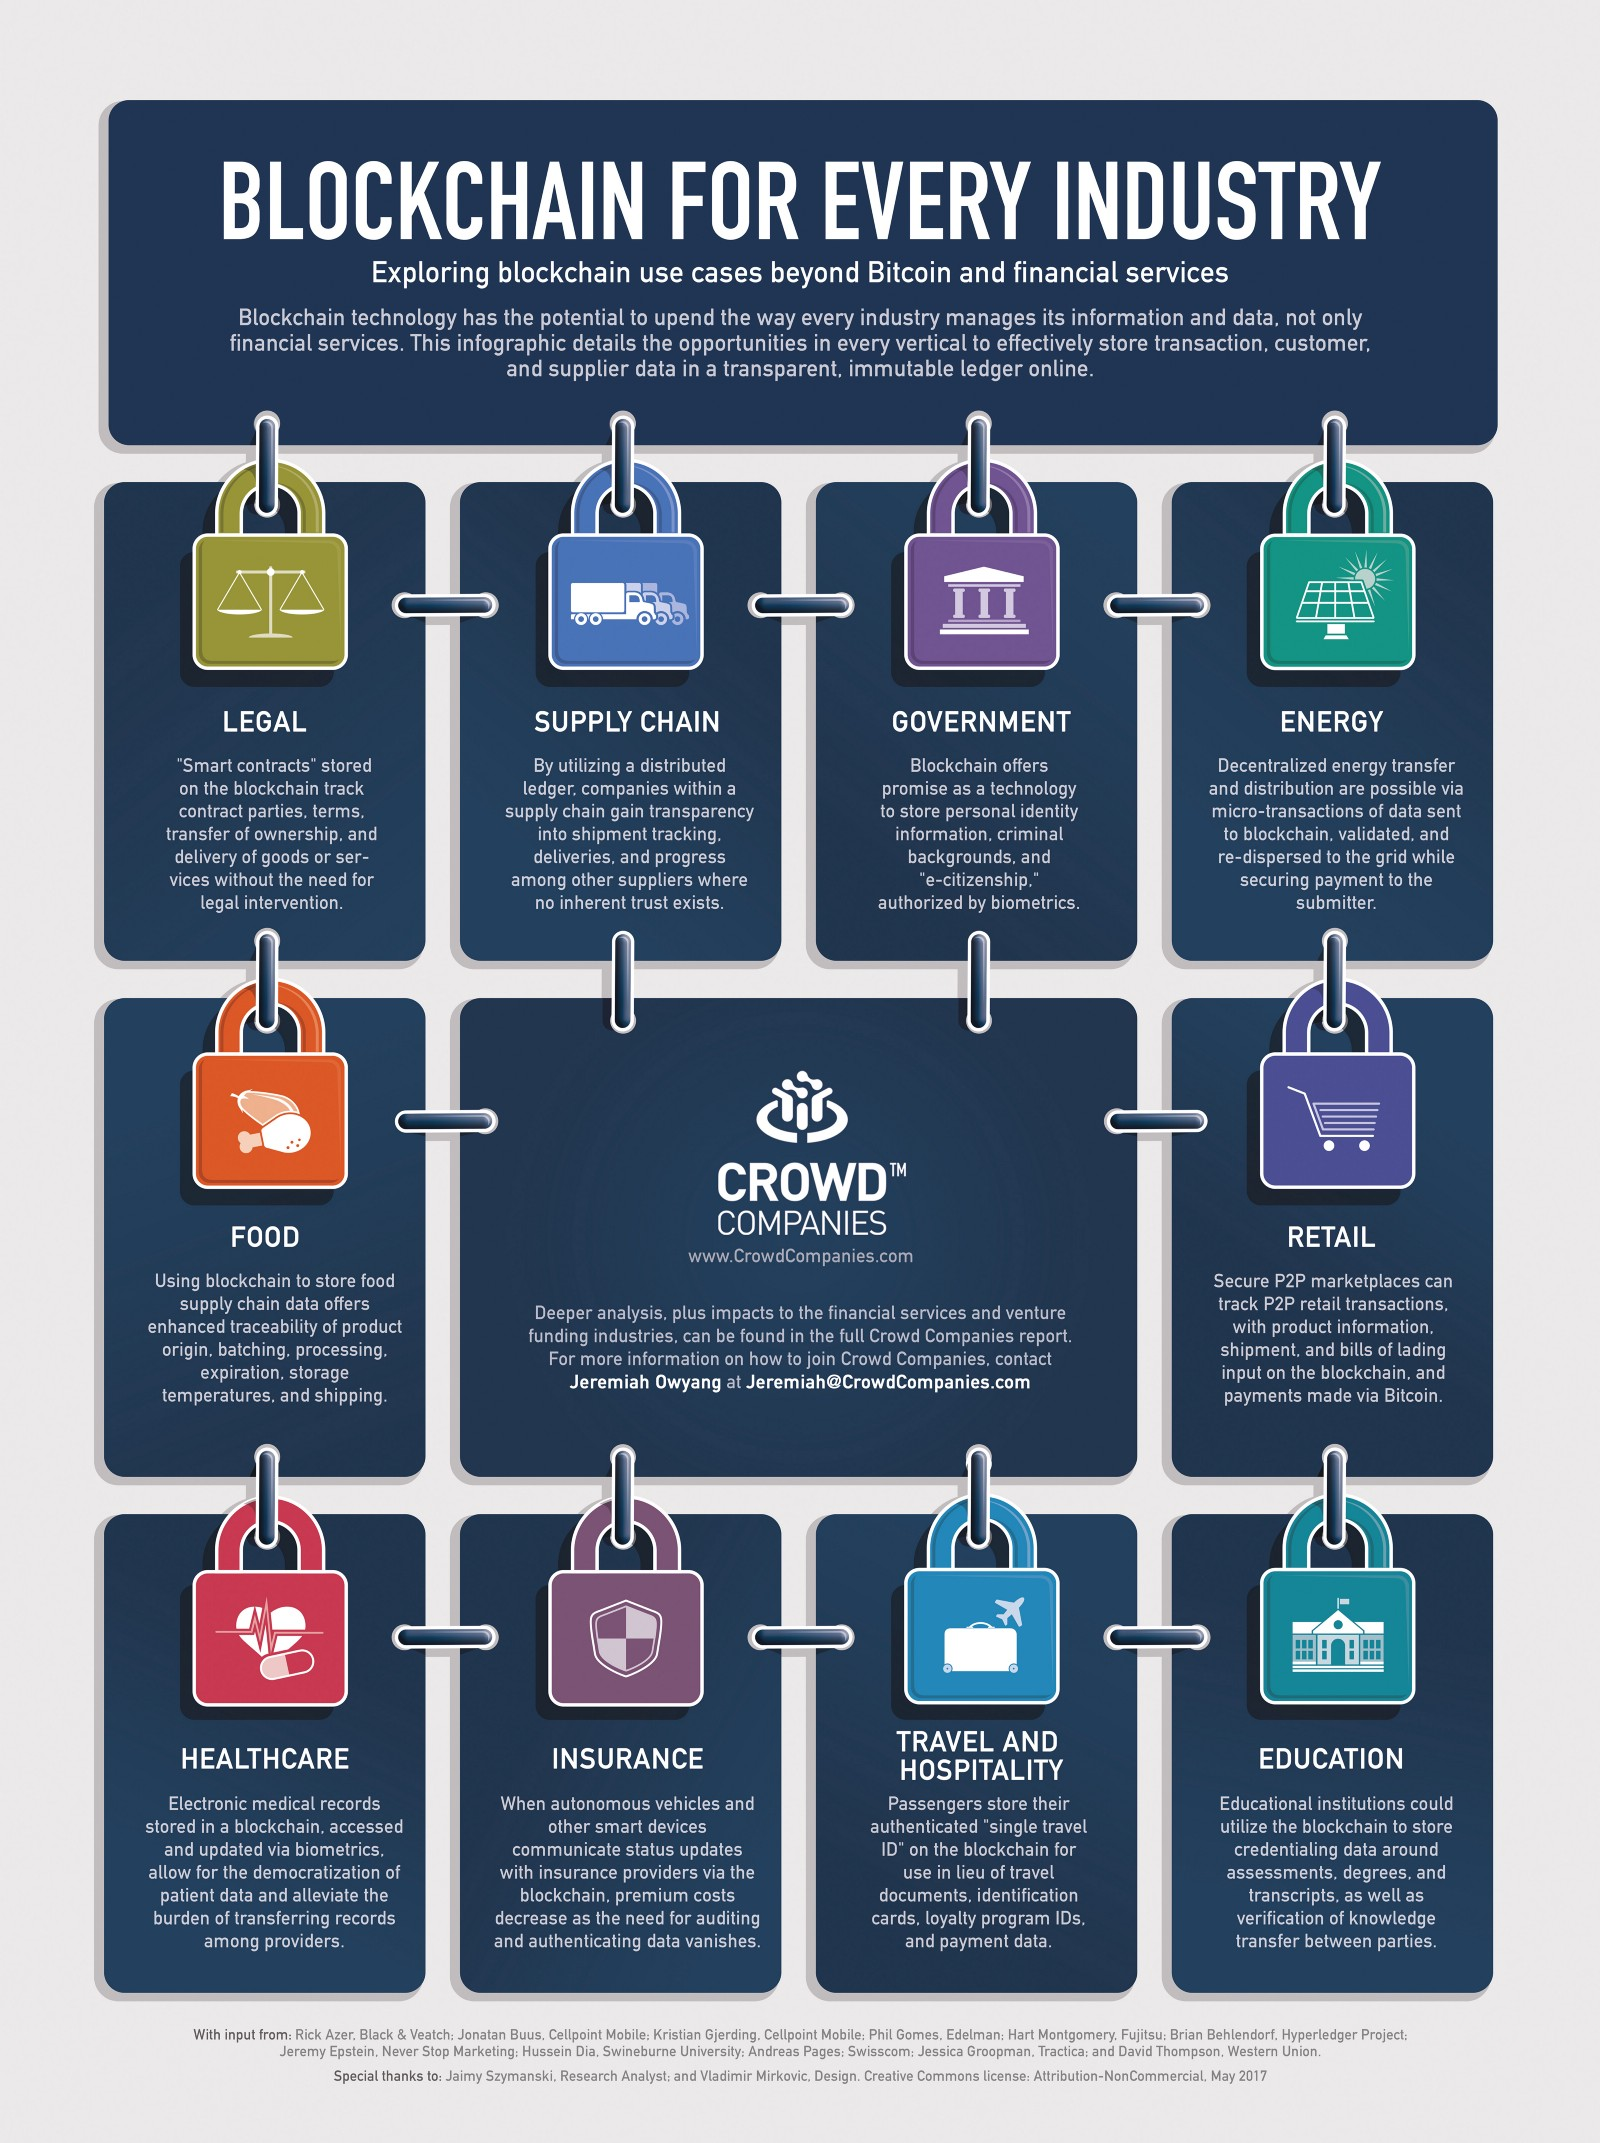 BLOCKCHAIN FOR EVERY INDUSTRY
Exploring blockchain use cases beyond Bitcoin and financial services
Blockchain technology has the potential to upend the way every industry manages its information and data, not only
financial services. This infographic details the opportunities in every vertical to effectively store transaction, customer,
and supplier data in a transparent, immutable ledger online.
LEGAL
"Smart contracts" stored
on the blockchain track
contract parties, terms,
transfer of ownership, and
delivery of goods or ser-
vices without the need for
legal intervention.
SUPPLY CHAIN
By utilizing a distributed
ledger, companies within a
supply chain gain transparency
into shipment tracking,
deliveries, and progress
among other suppliers where
no inherent trust exists.
GOVERNMENT
Blockchain offers
promise as a technology
to store personal identity
information, criminal
backgrounds, and
"e-citizenship,"
authorized by biometrics.
ENERGY
Decentralized energy transfer
and distribution are possible via
micro-transactions of data sent
to blockchain, validated, and
re-dispersed to the grid while
securing payment to the
submitter.
FOOD
Using blockchain to store food
supply chain data offers
enhanced traceability of product
origin, batching, processing,
expiration, storage
temperatures, and shipping.
CROWD™
COMPANIES
www.CrowdCompanies.com
Deeper analysis, plus impacts to the financial services and venture
funding industries, can be found in the full Crowd Companies report.
For more information on how to join Crowd Companies, contact
Jeremiah Owyang at Jeremiah@CrowdCompanies.com
RETAIL
Secure P2P marketplaces can
track P2P retail transactions,
with product information,
shipment, and bills of lading
input on the blockchain, and
payments made via Bitcoin.
HEALTHCARE
Electronic medical records
stored in a blockchain, accessed
and updated via biometrics,
allow for the democratization of
patient data and alleviate the
burden of transferring records
among providers.
INSURANCE
When autonomous vehicles and
other smart devices
communicate status updates
with insurance providers via the
blockchain, premium costs
decrease as the need for auditing
and authenticating data vanishes.
TRAVEL AND
HOSPITALITY
Passengers store their
authenticated "single travel
ID" on the blockchain for
use in lieu of travel
documents, identification
cards, loyalty program IDs,
and payment data.
EDUCATION
Educational institutions could
utilize the blockchain to store
credentialing data around
assessments, degrees, and
transcripts, as well as
verification of knowledge
transfer between parties.
With input from: Rick Azer, Black & Veatch; Jonatan Buus, Cellpoint Mobile; Kristian Gjerding, Cellpoint Mobile; Phil Gomes, Edelman; Hart Montgomery, Fujitsu; Brian Behlendorf, Hyperledger Project;
Jeremy Epstein, Never Stop Marketing; Hussein Dia, Swineburne University; Andreas Pages; Swisscom; Jessica Groopman, Tractica; and David Thompson, Western Union.
Special thanks to: Jaimy Szymanski, Research Analyst; and Vladimir Mirkovic, Design. Creative Commons license: Attribution-NonCommercial, May 2017